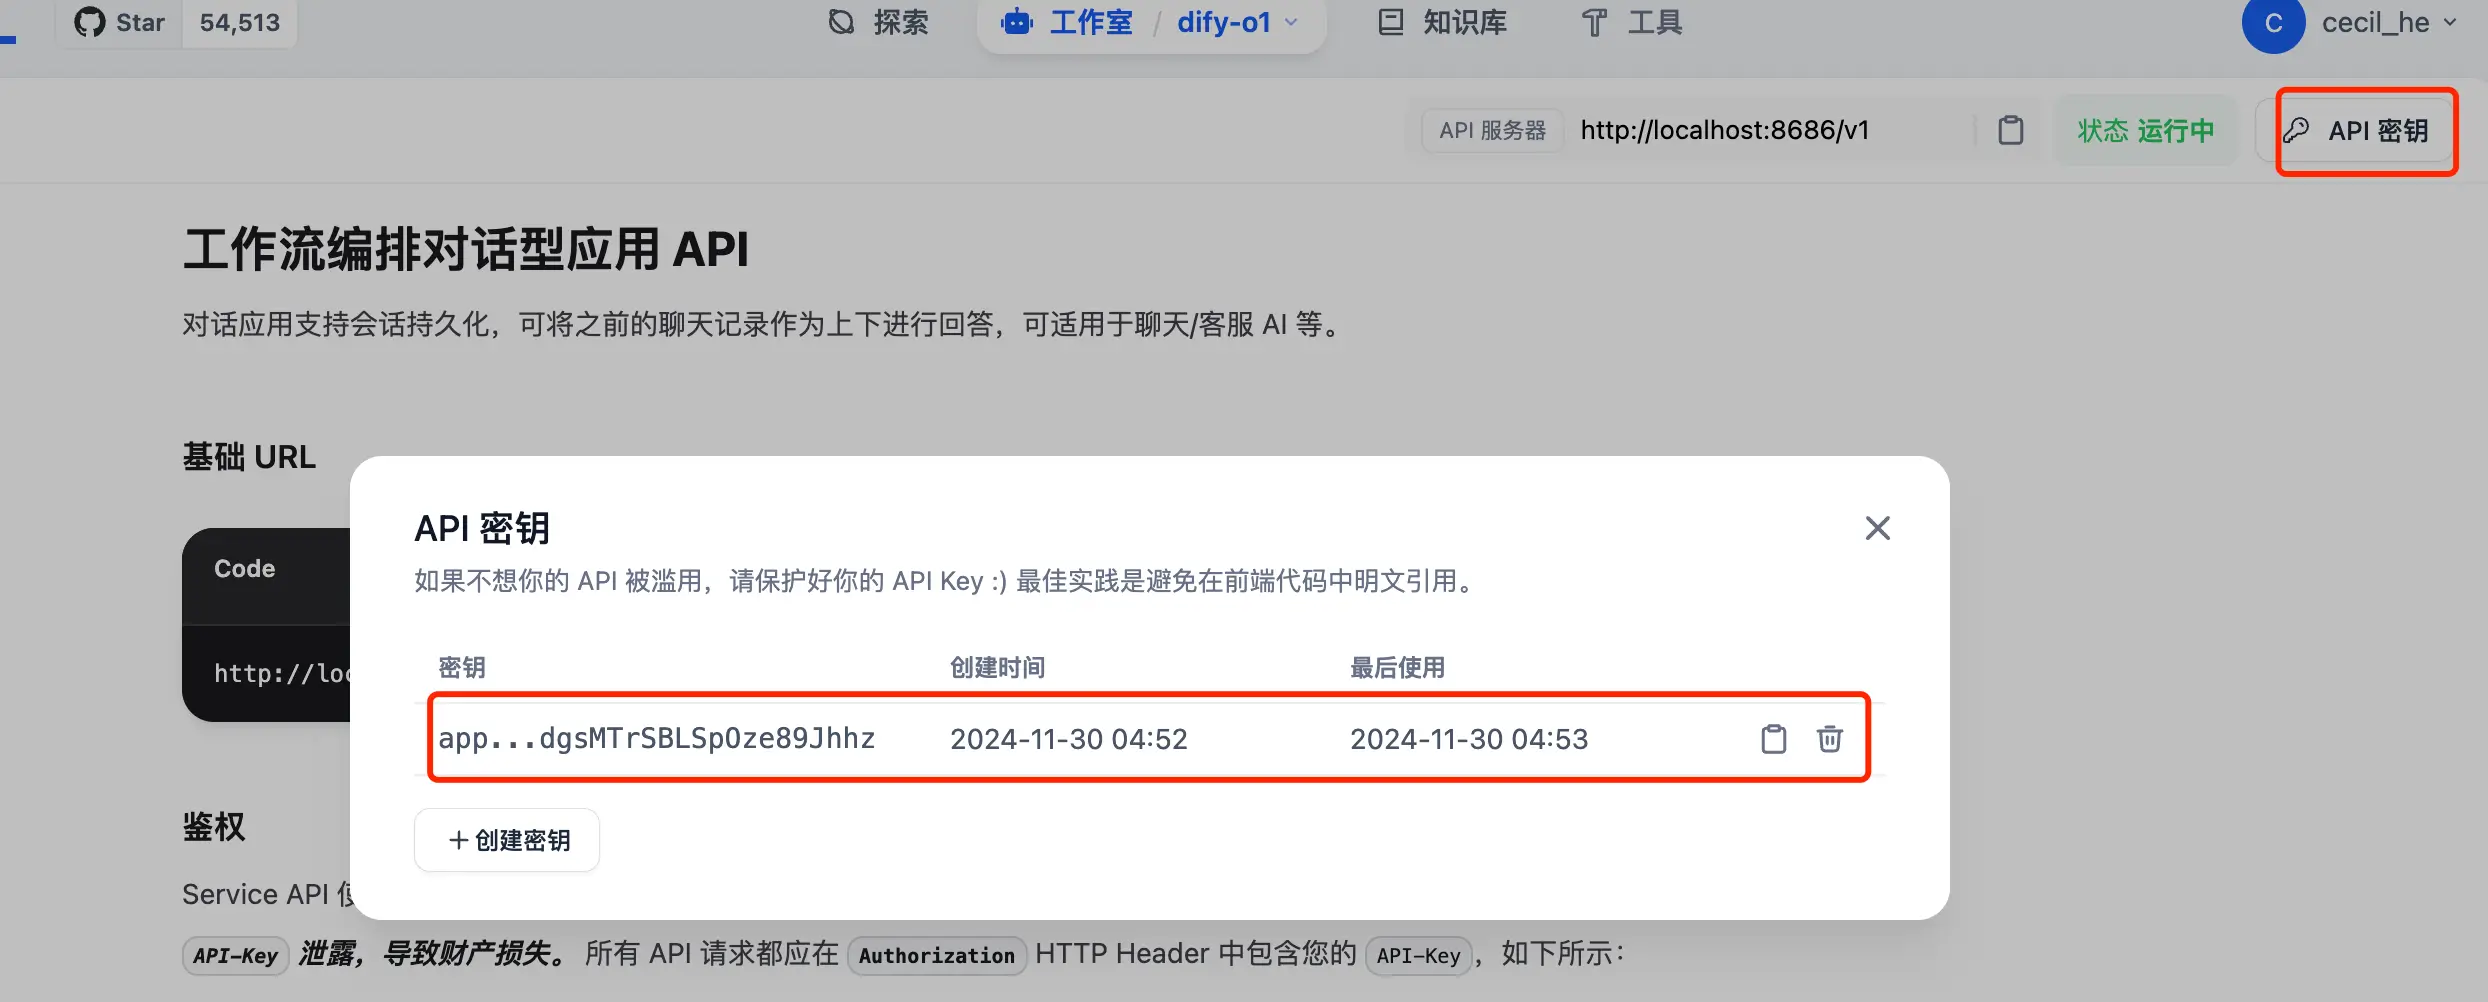 Star 54,513 探索 工作室 / dify-o1 知识库 工具 C cecil_he
API 服务器 http://localhost:8686/v1 状态 运行中 API 密钥
工作流编排对话型应用 API
对话应用支持会话持久化，可将之前的聊天记录作为上下进行回答，可适用于聊天/客服 AI 等。
基础 URL
Code
http://loc
API 密钥
如果不想你的 API 被滥用，请保护好你的 API Key :) 最佳实践是避免在前端代码中明文引用。
密钥 创建时间 最后使用
app...dgsMTrSBLSpOze89Jhhz 2024-11-30 04:52 2024-11-30 04:53
+ 创建密钥
鉴权
Service API 使
API-Key 泄露，导致财产损失。 所有 API 请求都应在 Authorization HTTP Header 中包含您的 API-Key，如下所示：